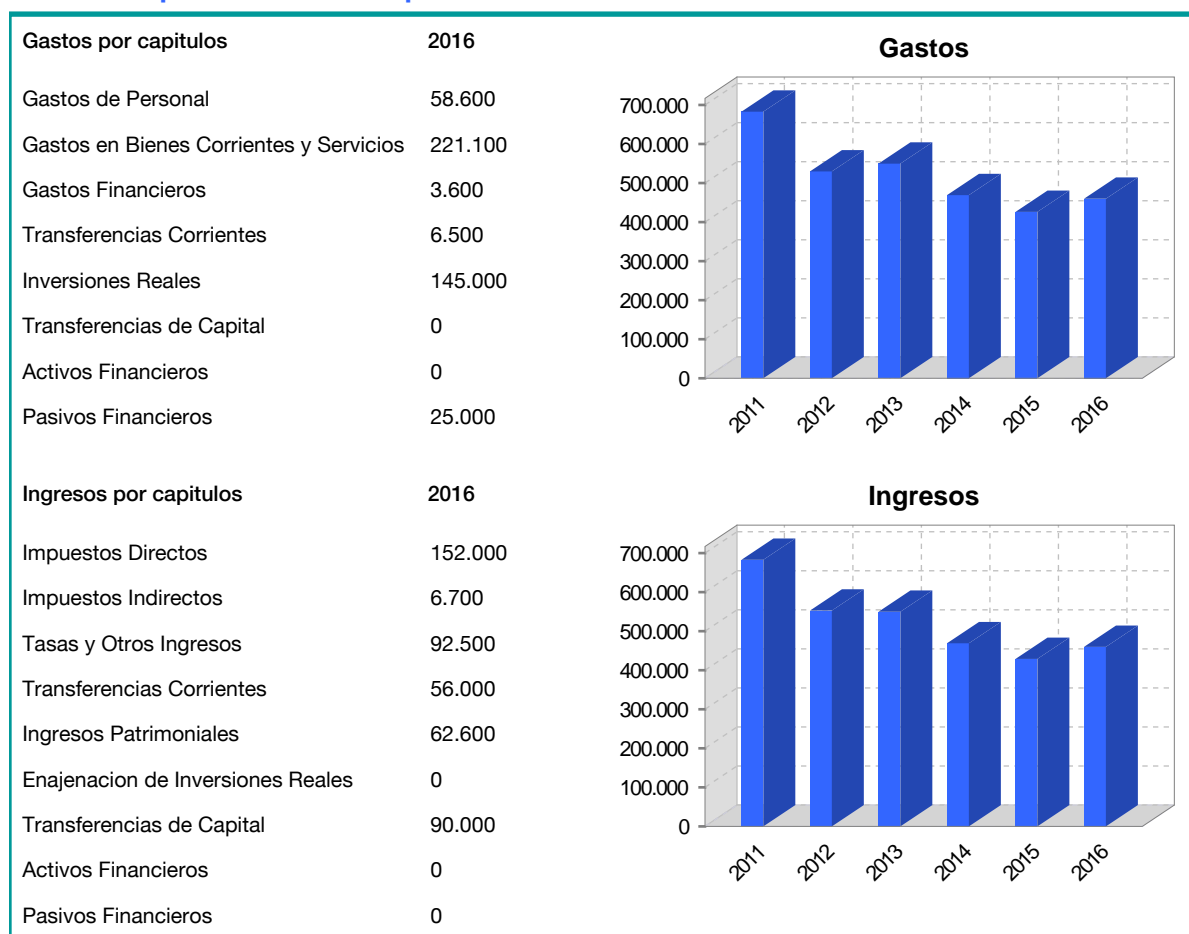 Gastos por capitulos 2016
Gastos de Personal 58.600
Gastos en Bienes Corrientes y Servicios 221.100
Gastos Financieros 3.600
Transferencias Corrientes 6.500
Inversiones Reales 145.000
Transferencias de Capital 0
Activos Financieros 0
Pasivos Financieros 25.000
Gastos
700.000
600.000
500.000
400.000
300.000
200.000
100.000
0
2011 2012 2013 2014 2015 2016
Ingresos por capitulos 2016
Impuestos Directos 152.000
Impuestos Indirectos 6.700
Tasas y Otros Ingresos 92.500
Transferencias Corrientes 56.000
Ingresos Patrimoniales 62.600
Enajenacion de Inversiones Reales 0
Transferencias de Capital 90.000
Activos Financieros 0
Pasivos Financieros 0
Ingresos
700.000
600.000
500.000
400.000
300.000
200.000
100.000
0
2011 2012 2013 2014 2015 2016